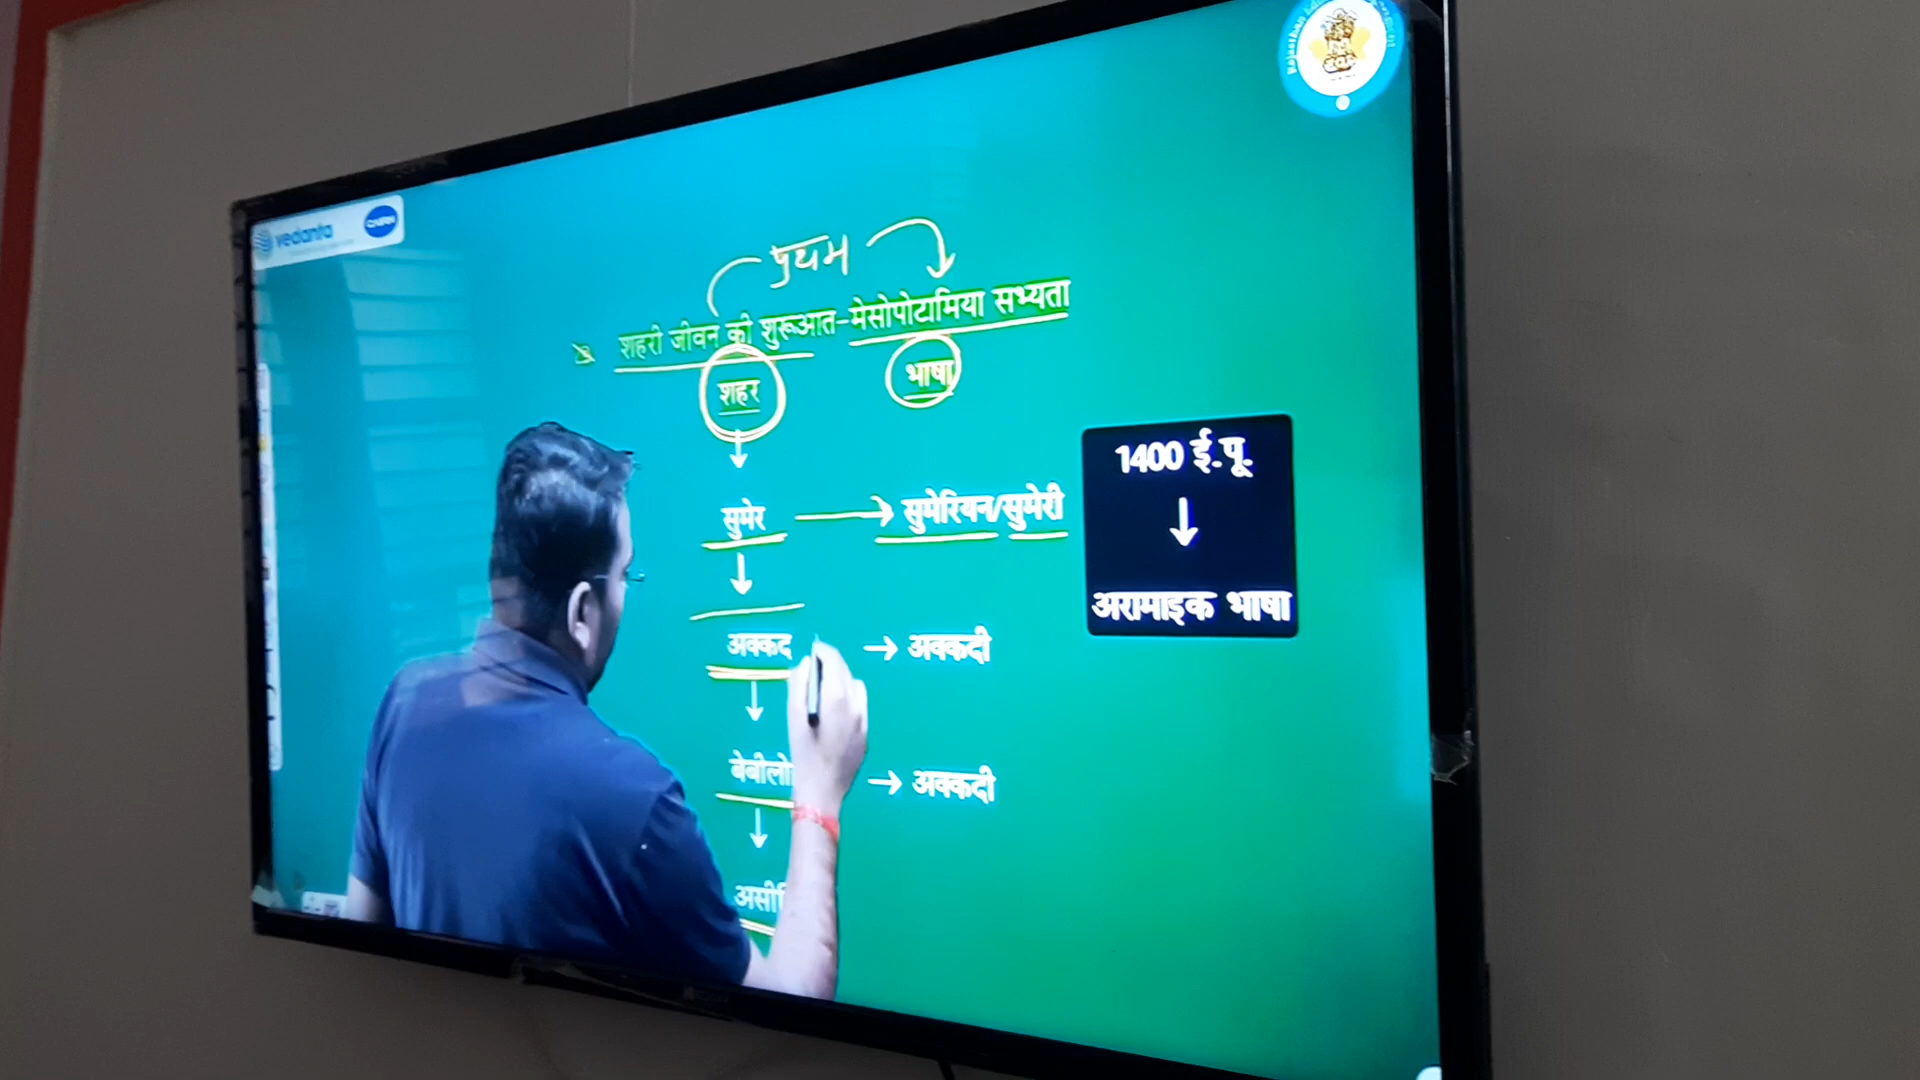 vedanta
प्रथम
शहरी जीवन की शुरूआत-मेसोपोटामिया सभ्यता
शहर भाषा
सुमेर → सुमेरियन/सुमेरी
अक्कद → अक्कदी
→ अक्कदी
1400 ई.पू.
↓
अरामाइक भाषा